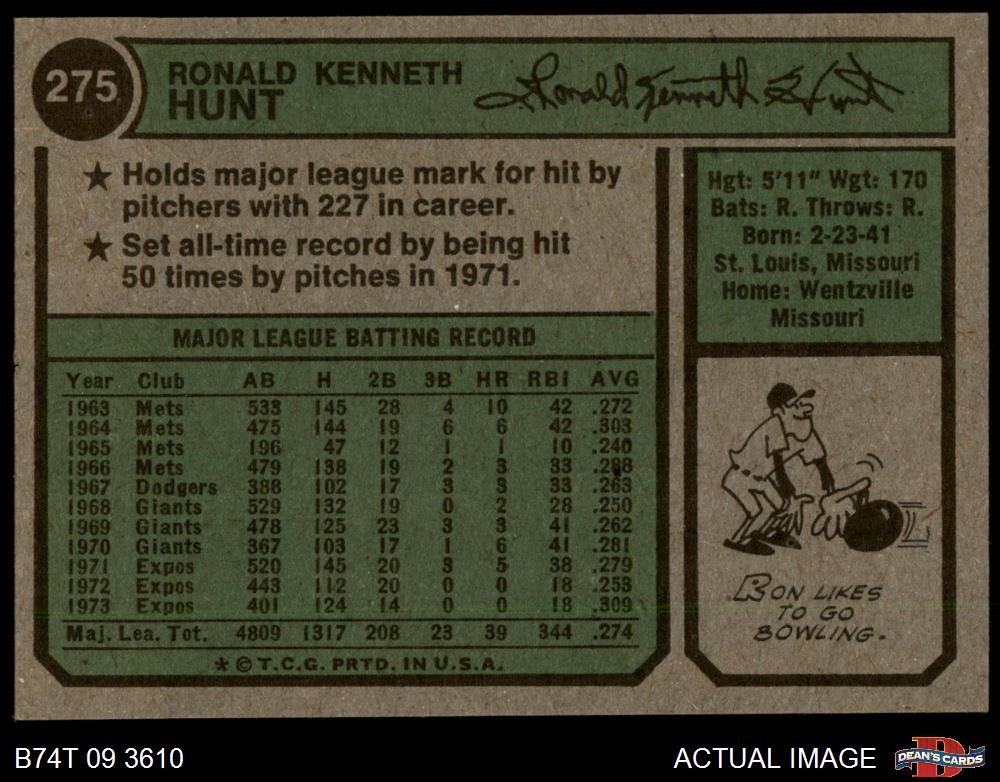 275
RONALD KENNETH
HUNT
Ronald Kenneth Hunt
★ Holds major league mark for hit by
pitchers with 227 in career.
★ Set all-time record by being hit
50 times by pitches in 1971.
Hgt: 5'11" Wgt: 170
Bats: R. Throws: R.
Born: 2-23-41
St. Louis, Missouri
Home: Wentzville
Missouri
MAJOR LEAGUE BATTING RECORD
Year Club AB H 2B 3B HR RBI AVG
1963 Mets 533 145 28 4 10 42 .272
1964 Mets 475 144 19 6 6 42 .303
1965 Mets 196 47 12 1 1 10 .240
1966 Mets 479 138 19 2 3 33 .288
1967 Dodgers 388 102 17 3 3 33 .263
1968 Giants 529 132 19 0 2 28 .250
1969 Giants 478 125 23 3 3 41 .262
1970 Giants 367 103 17 1 6 41 .281
1971 Expos 520 145 20 3 5 38 .279
1972 Expos 443 112 20 0 0 18 .253
1973 Expos 401 124 14 0 0 18 .309
Maj. Lea. Tot. 4809 1317 208 23 39 344 .274
* © T.C.G. PRTD. IN U.S.A.
RON LIKES
TO GO
BOWLING.
B74T 09 3610
ACTUAL IMAGE
D
DEAN'S CARDS